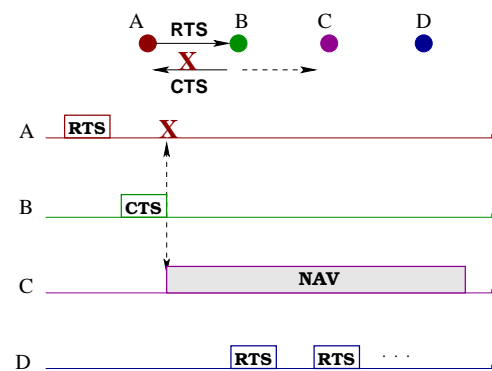 A B C D
RTS
X
CTS
A RTS X
B CTS
C NAV
D RTS RTS . . .